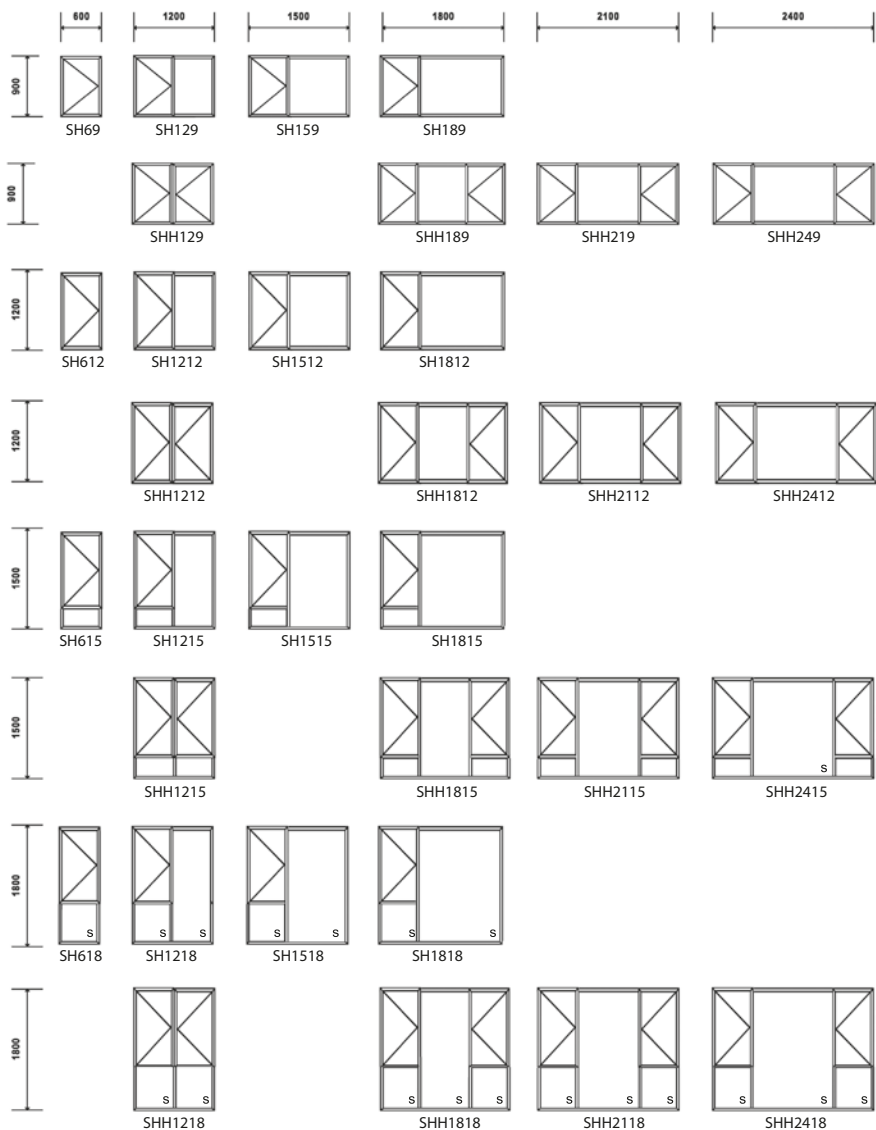 600 1200 1500 1800 2100 2400
900
SH69 SH129 SH159 SH189
900
SHH129 SHH189 SHH219 SHH249
1200
SH612 SH1212 SH1512 SH1812
1200
SHH1212 SHH1812 SHH2112 SHH2412
1500
SH615 SH1215 SH1515 SH1815
1500
S
SHH1215 SHH1815 SHH2115 SHH2415
1800
S S S S S S S
SH618 SH1218 SH1518 SH1818
1800
S S S S S S S S S S S
SHH1218 SHH1818 SHH2118 SHH2418